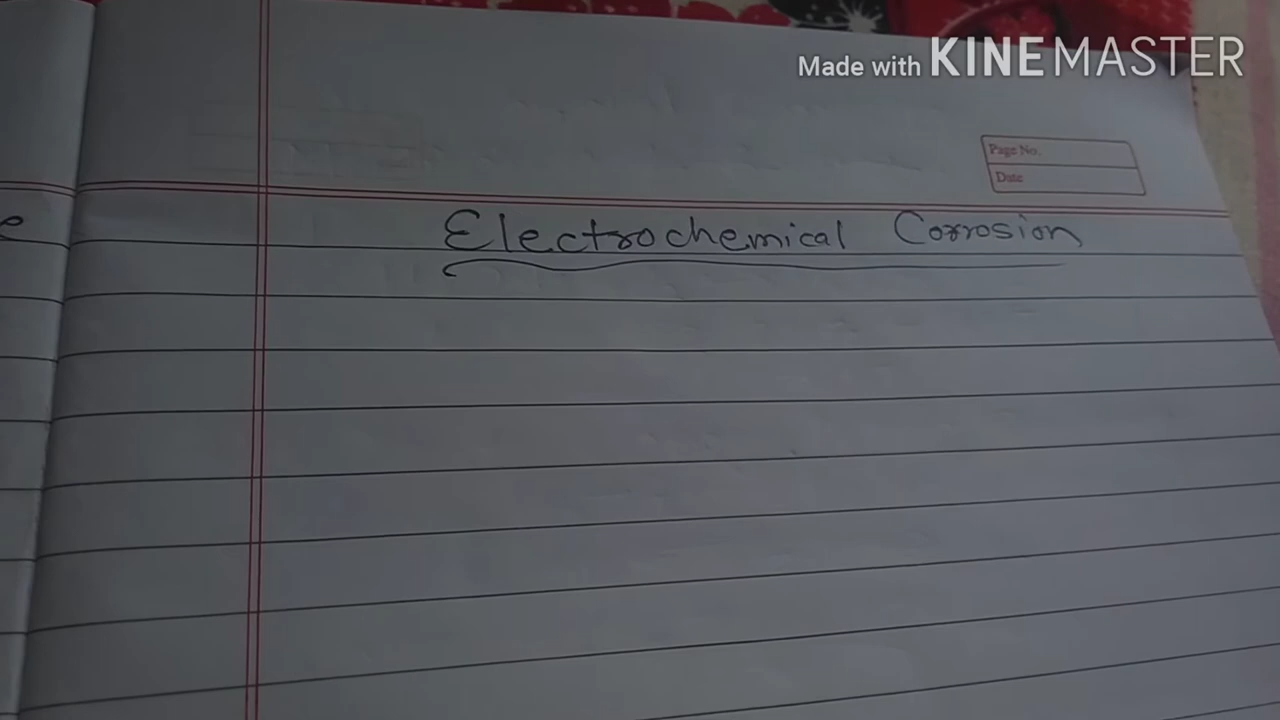 Made with KINEMASTER
Page No.
Date
e
Electrochemical Corrosion